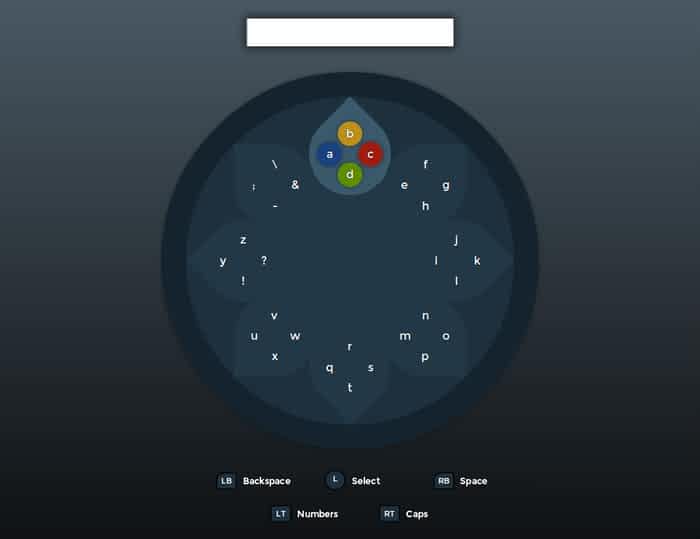 b
a c
d
f
e g
h
j
l k
l
n
m o
p
r
q s
t
v
u w
x
z
y ?
!
\
; &
-
LB Backspace L Select RB Space
LT Numbers RT Caps